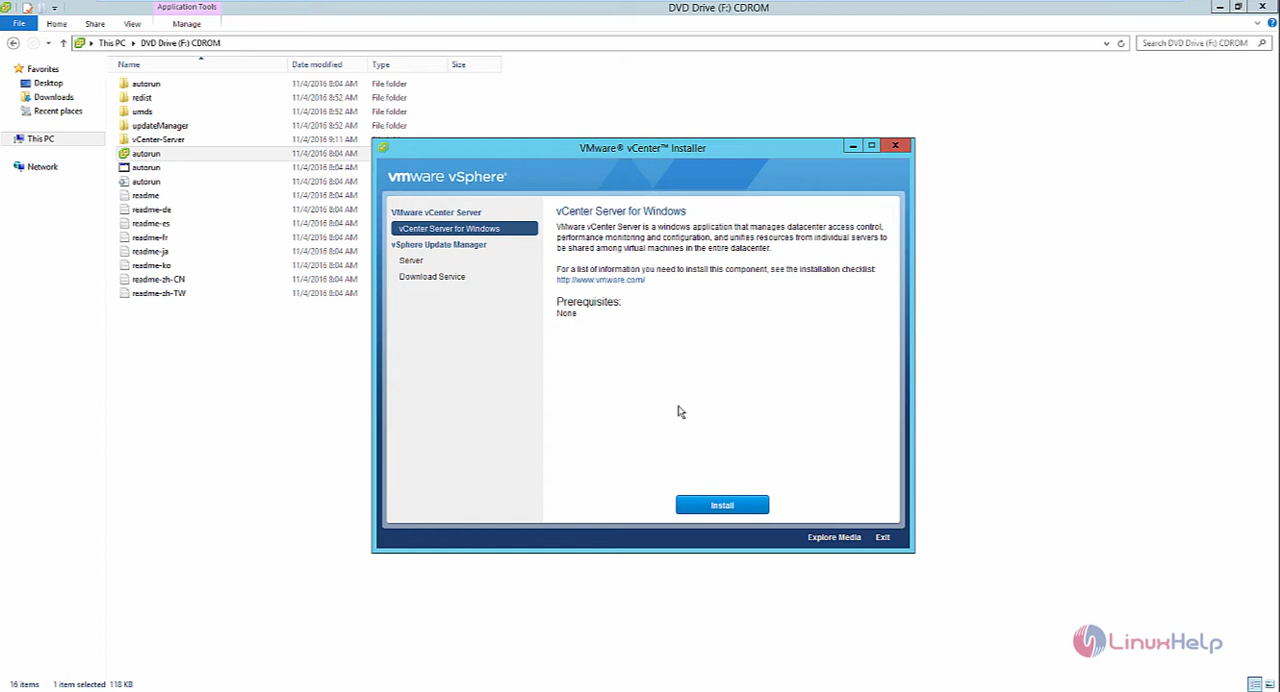 Application Tools
DVD Drive (F:) CDROM
File
Home
Share
View
Manage
This PC
DVD Drive (F:) CDROM
Search DVD Drive (F:) CDROM
Favorites
Desktop
Downloads
Recent places
This PC
Network
Name
Date modified
Type
Size
autorun 11/4/2016 8:04 AM File folder
redist 11/4/2016 8:52 AM File folder
umds 11/4/2016 8:52 AM File folder
updateManager 11/4/2016 8:52 AM File folder
vCenter-Server 11/4/2016 9:11 AM File folder
autorun 11/4/2016 8:04 AM
autorun 11/4/2016 8:04 AM
autorun 11/4/2016 8:04 AM
readme 11/4/2016 8:04 AM
readme-de 11/4/2016 8:04 AM
readme-es 11/4/2016 8:04 AM
readme-fr 11/4/2016 8:04 AM
readme-ja 11/4/2016 8:04 AM
readme-ko 11/4/2016 8:04 AM
readme-zh-CN 11/4/2016 8:04 AM
readme-zh-TW 11/4/2016 8:04 AM
VMware® vCenter™ Installer
vmware vSphere®
VMware vCenter Server
vCenter Server for Windows
vSphere Update Manager
Server
Download Service
vCenter Server for Windows
VMware vCenter Server is a windows application that manages datacenter access control,
performance monitoring and configuration, and unifies resources from individual servers to
be shared among virtual machines in the entire datacenter.
For a list of information you need to install this component, see the installation checklist:
http://www.vmware.com/
Prerequisites:
None
Install
Explore Media
Exit
LinuxHelp
16 items
1 item selected 118 KB